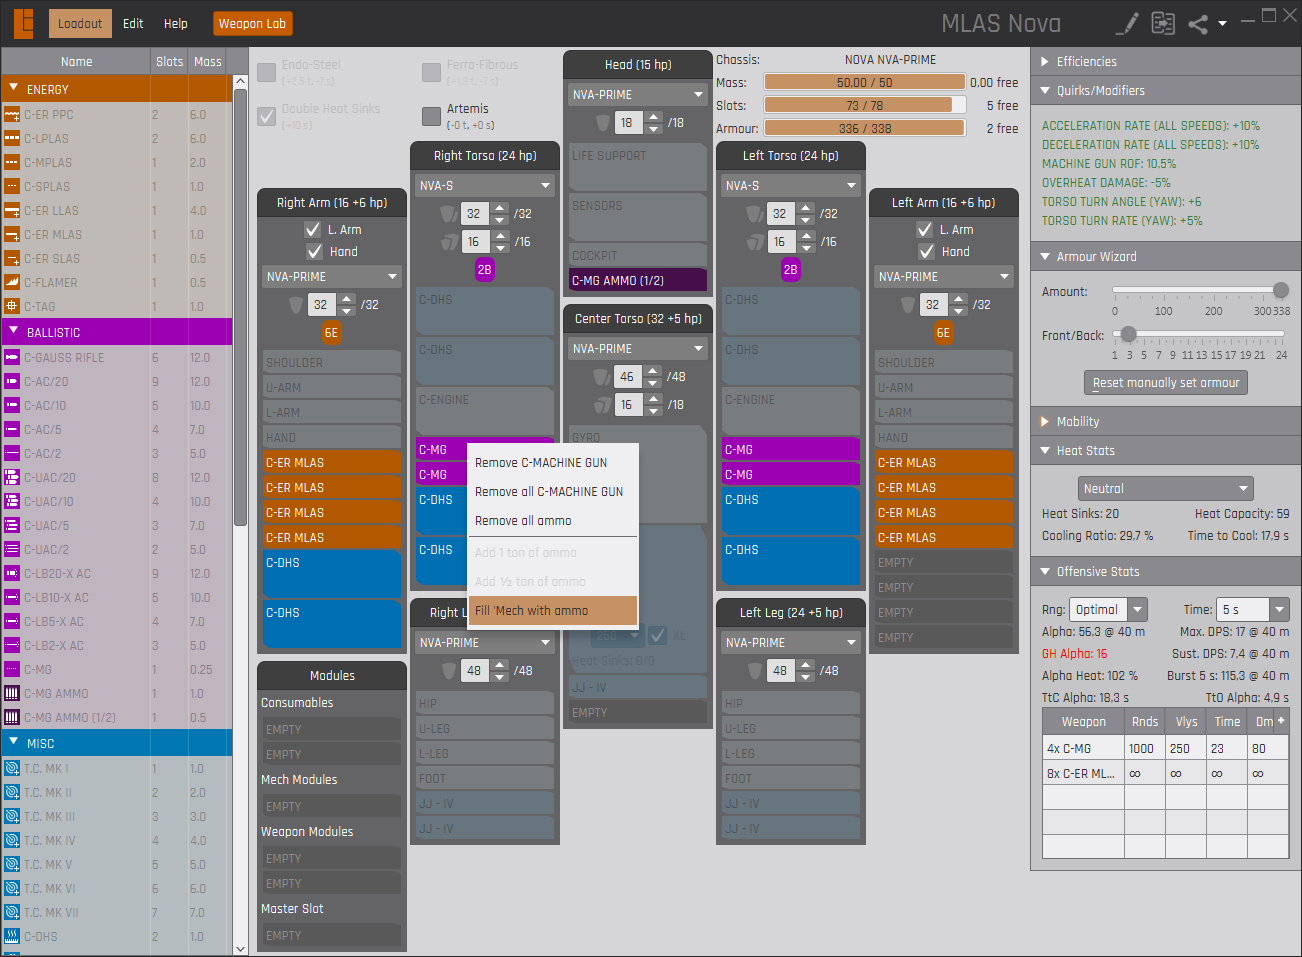 Loadout Edit Help Weapon Lab MLAS Nova
Name Slots Mass
ENERGY
C-ER PPC 2 6.0
C-LPLAS 2 6.0
C-MPLAS 1 2.0
C-SPLAS 1 1.0
C-ER LLAS 1 4.0
C-ER MLAS 1 1.0
C-ER SLAS 1 0.5
C-FLAMER 1 0.5
C-TAG 1 1.0
BALLISTIC
C-GAUSS RIFLE 6 12.0
C-AC/20 9 12.0
C-AC/10 5 10.0
C-AC/5 4 7.0
C-AC/2 3 5.0
C-UAC/20 8 12.0
C-UAC/10 4 10.0
C-UAC/5 3 7.0
C-UAC/2 2 5.0
C-LB20-X AC 9 12.0
C-LB10-X AC 5 10.0
C-LB5-X AC 4 7.0
C-LB2-X AC 3 5.0
C-MG 1 0.25
C-MG AMMO 1 1.0
C-MG AMMO (1/2) 1 0.5
MISC
T.C. MK I 1 1.0
T.C. MK II 2 2.0
T.C. MK III 3 3.0
T.C. MK IV 4 4.0
T.C. MK V 5 5.0
T.C. MK VI 6 6.0
T.C. MK VII 7 7.0
C-DHS 2 1.0
Endo-Steel
(+2.5 t, -7 s)
Ferro-Fibrous
(+1.8 t, -7 s)
Double Heat Sinks
(+10 s)
Artemis
(-0 t, +0 s)
Right Arm (16 +6 hp)
L. Arm
Hand
NVA-PRIME
32 /32
6E
SHOULDER
U-ARM
L-ARM
HAND
C-ER MLAS
C-ER MLAS
C-ER MLAS
C-ER MLAS
C-DHS
C-DHS
Modules
Consumables
EMPTY
EMPTY
Mech Modules
EMPTY
Weapon Modules
EMPTY
EMPTY
Master Slot
EMPTY
Right Torso (24 hp)
NVA-S
32 /32
16 /16
2B
C-DHS
C-DHS
C-ENGINE
C-MG
C-MG
C-DHS
C-DHS
Remove C-MACHINE GUN
Remove all C-MACHINE GUN
Remove all ammo
Add 1 ton of ammo
Add ½ ton of ammo
Fill 'Mech with ammo
Right L
NVA-PRIME
48 /48
HIP
U-LEG
L-LEG
FOOT
JJ - IV
JJ - IV
Head (15 hp)
NVA-PRIME
18 /18
LIFE SUPPORT
SENSORS
COCKPIT
C-MG AMMO (1/2)
Center Torso (32 +5 hp)
NVA-PRIME
46 /48
16 /18
GYRO
250 XL
Heat Sinks: 0/0
JJ - IV
EMPTY
Chassis: NOVA NVA-PRIME
Mass: 50,00 / 50 0,00 free
Slots: 73 / 78 5 free
Armour: 336 / 338 2 free
Left Torso (24 hp)
NVA-S
32 /32
16 /16
2B
C-DHS
C-DHS
C-ENGINE
C-MG
C-MG
C-DHS
C-DHS
Left Leg (24 +5 hp)
NVA-PRIME
48 /48
HIP
U-LEG
L-LEG
FOOT
JJ - IV
JJ - IV
Left Arm (16 +6 hp)
L. Arm
Hand
NVA-PRIME
32 /32
6E
SHOULDER
U-ARM
L-ARM
HAND
C-ER MLAS
C-ER MLAS
C-ER MLAS
C-ER MLAS
EMPTY
EMPTY
EMPTY
EMPTY
Efficiencies
Quirks/Modifiers
ACCELERATION RATE (ALL SPEEDS): +10%
DECELERATION RATE (ALL SPEEDS): +10%
MACHINE GUN ROF: 10,5%
OVERHEAT DAMAGE: -5%
TORSO TURN ANGLE (YAW): +6
TORSO TURN RATE (YAW): +5%
Armour Wizard
Amount:
0 100 200 300 338
Front/Back:
1 3 5 7 9 11 13 15 17 19 21 24
Reset manually set armour
Mobility
Heat Stats
Neutral
Heat Sinks: 20 Heat Capacity: 59
Cooling Ratio: 29,7 % Time to Cool: 17,9 s
Offensive Stats
Rng: Optimal Time: 5 s
Alpha: 56,3 @ 40 m Max. DPS: 17 @ 40 m
GH Alpha: 16 Sust. DPS: 7,4 @ 40 m
Alpha Heat: 102 % Burst 5 s: 115,3 @ 40 m
TtC Alpha: 18.3 s TtO Alpha: 4,9 s
Weapon Rnds Vlys Time Dm +
4x C-MG 1000 250 23 80
8x C-ER ML... ∞ ∞ ∞ ∞